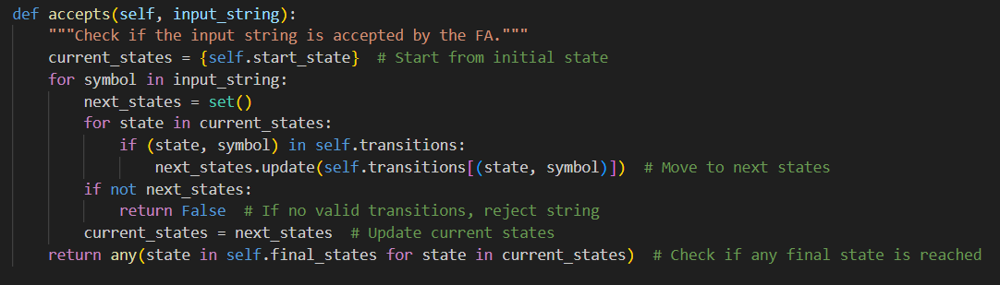 def accepts(self, input_string):
    """Check if the input string is accepted by the FA."""
    current_states = {self.start_state}  # Start from initial state
    for symbol in input_string:
        next_states = set()
        for state in current_states:
            if (state, symbol) in self.transitions:
                next_states.update(self.transitions[(state, symbol)])  # Move to next states
        if not next_states:
            return False  # If no valid transitions, reject string
        current_states = next_states  # Update current states
    return any(state in self.final_states for state in current_states)  # Check if any final state is reached